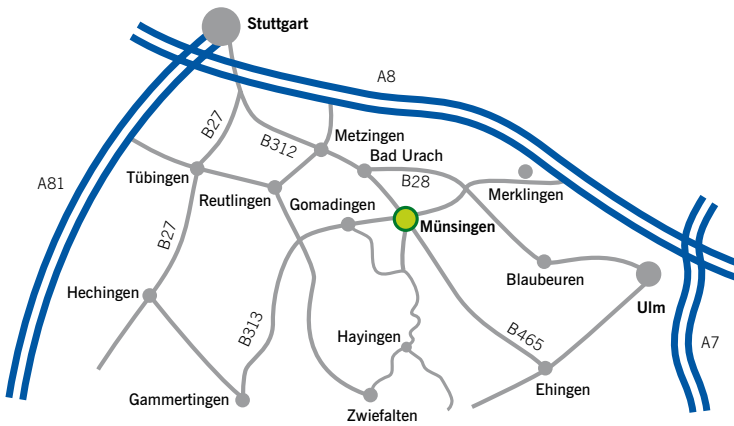 Stuttgart
A8
B27
B312
Metzingen
Bad Urach
A81
Tübingen
B28
Merklingen
Reutlingen
Gomadingen
Münsingen
B27
Blaubeuren
Hechingen
Ulm
B313
Hayingen
B465
A7
Ehingen
Gammertingen
Zwiefalten